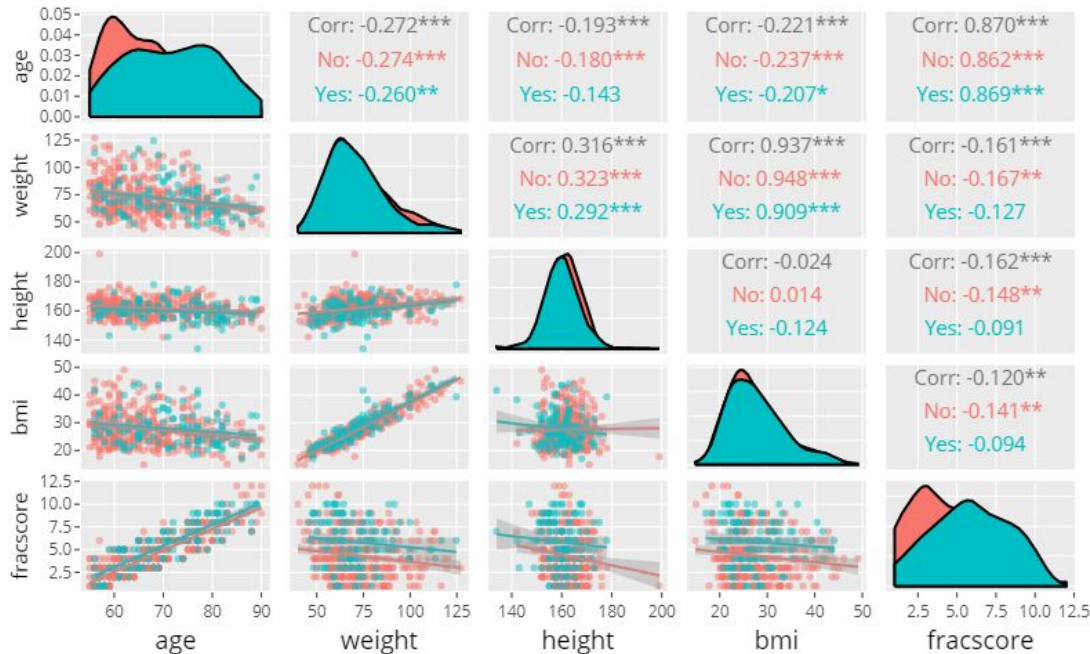 0.05
0.04
0.03
0.02
0.01
0.00
age
Corr: -0.272***
No: -0.274***
Yes: -0.260**
Corr: -0.193***
No: -0.180***
Yes: -0.143
Corr: -0.221***
No: -0.237***
Yes: -0.207*
Corr: 0.870***
No: 0.862***
Yes: 0.869***
125
100
75
50
weight
Corr: 0.316***
No: 0.323***
Yes: 0.292***
Corr: 0.937***
No: 0.948***
Yes: 0.909***
Corr: -0.161***
No: -0.167**
Yes: -0.127
200
180
160
140
height
Corr: -0.024
No: 0.014
Yes: -0.124
Corr: -0.162***
No: -0.148**
Yes: -0.091
50
40
30
20
bmi
Corr: -0.120**
No: -0.141**
Yes: -0.094
12.5
10.0
7.5
5.0
2.5
fracscore
60 70 80 90
50 75 100 125
140 160 180 200
20 30 40 50
2.5 5.0 7.5 10.0 12.5
age weight height bmi fracscore